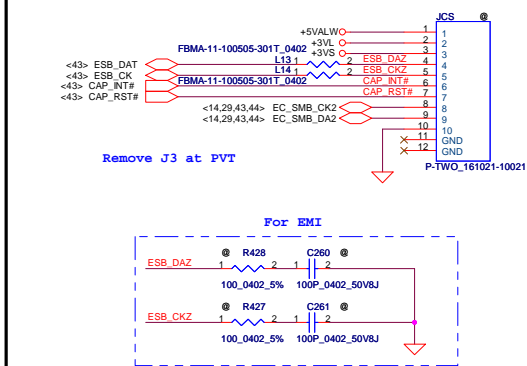 JCS @
+5VALW 1 1
+3VL 2 2
+3VS 3 3
FBMA-11-100505-301T_0402
<43> ESB_DAT L13 1 2 ESB_DAZ 4 4
<43> ESB_CK L14 1 2 ESB_CKZ 5 5
<43> CAP_INT# FBMA-11-100505-301T_0402 CAP_INT# 6 6
<43> CAP_RST# CAP_RST# 7 7
<14,29,43,44> EC_SMB_CK2 8 8
<14,29,43,44> EC_SMB_DA2 9 9
10 10
11 GND
12 GND
P-TWO_161021-10021
Remove J3 at PVT
For EMI
@ R428 C260 @
ESB_DAZ 1 2 1 2
100_0402_5% 100P_0402_50V8J
@ R427 C261 @
ESB_CKZ 1 2 1 2
100_0402_5% 100P_0402_50V8J